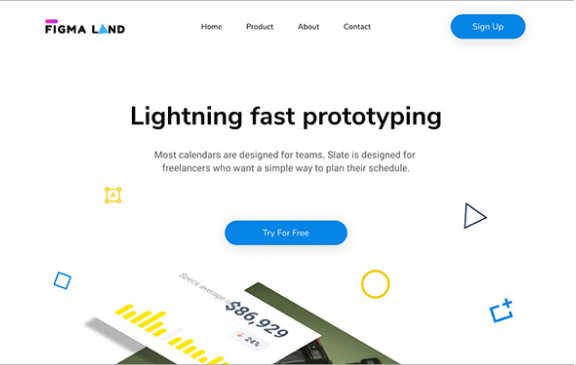 FIGMA LAND
Home
Product
About
Contact
Sign Up
Lightning fast prototyping
Most calendars are designed for teams. Slate is designed for
freelancers who want a simple way to plan their schedule.
A
Try For Free
Specs average
$86,929
24%